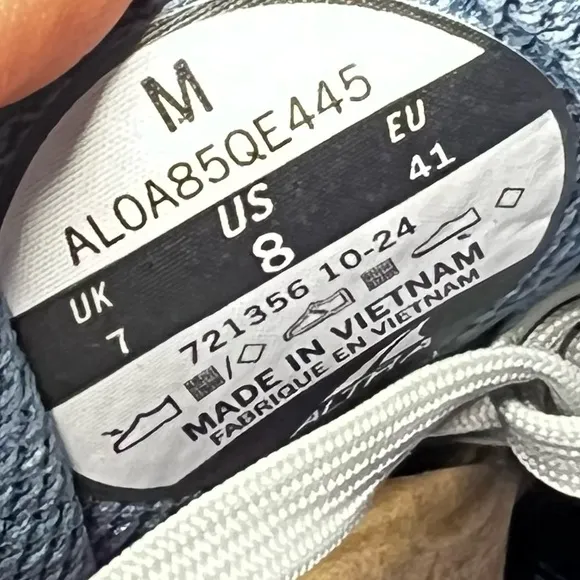 M
AL0A85QE445
UK US EU
7 8 41
721356 10-24
MADE IN VIETNAM
FABRIQUE EN VIETNAM